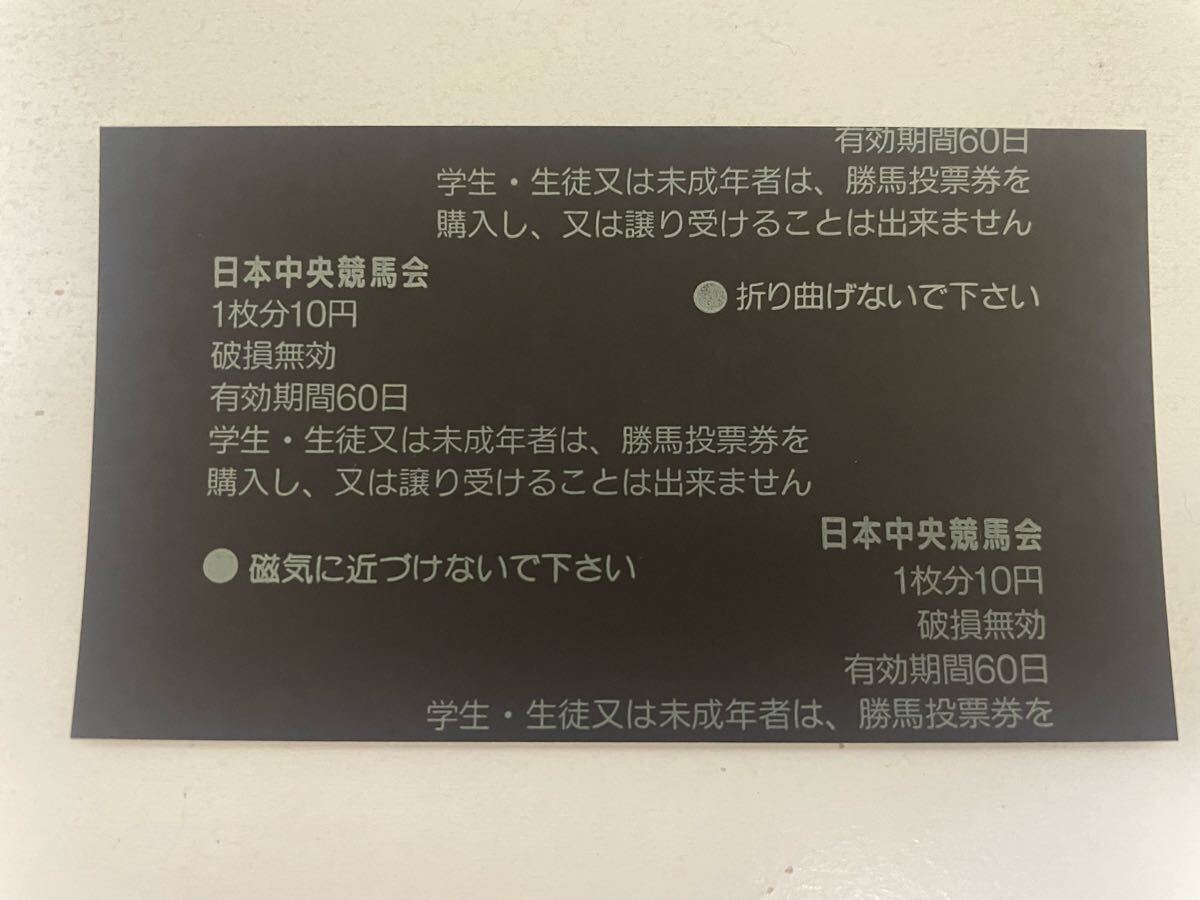 有効期間60日
学生・生徒又は未成年者は、勝馬投票券を
購入し、又は譲り受けることは出来ません
日本中央競馬会
1枚分10円
破損無効
有効期間60日
学生・生徒又は未成年者は、勝馬投票券を
購入し、又は譲り受けることは出来ません
●折り曲げないで下さい
●磁気に近づけないで下さい
日本中央競馬会
1枚分10円
破損無効
有効期間60日
学生・生徒又は未成年者は、勝馬投票券を